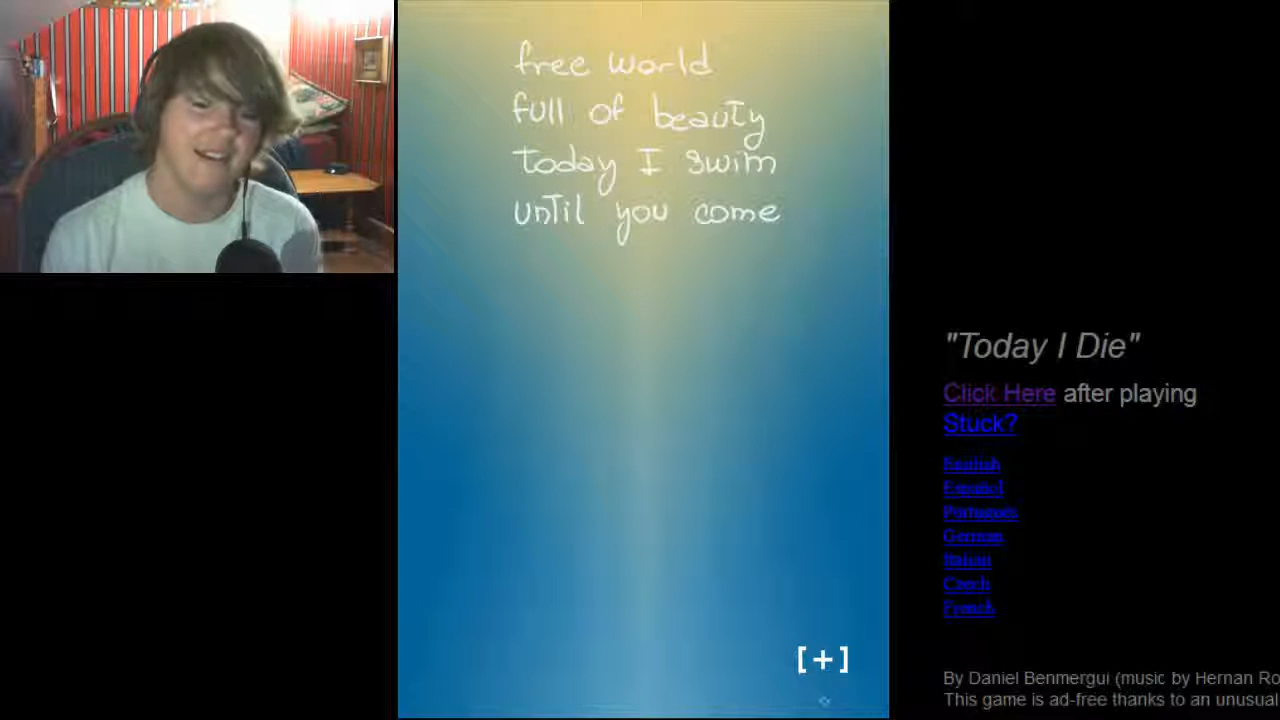 free world
full of beauty
today I swim
until you come
[+]
"Today I Die"
Click Here after playing
Stuck?
English
Español
Portugues
German
Italian
Czech
French
By Daniel Benmergui (music by Hernan Ro
This game is ad-free thanks to an unusual